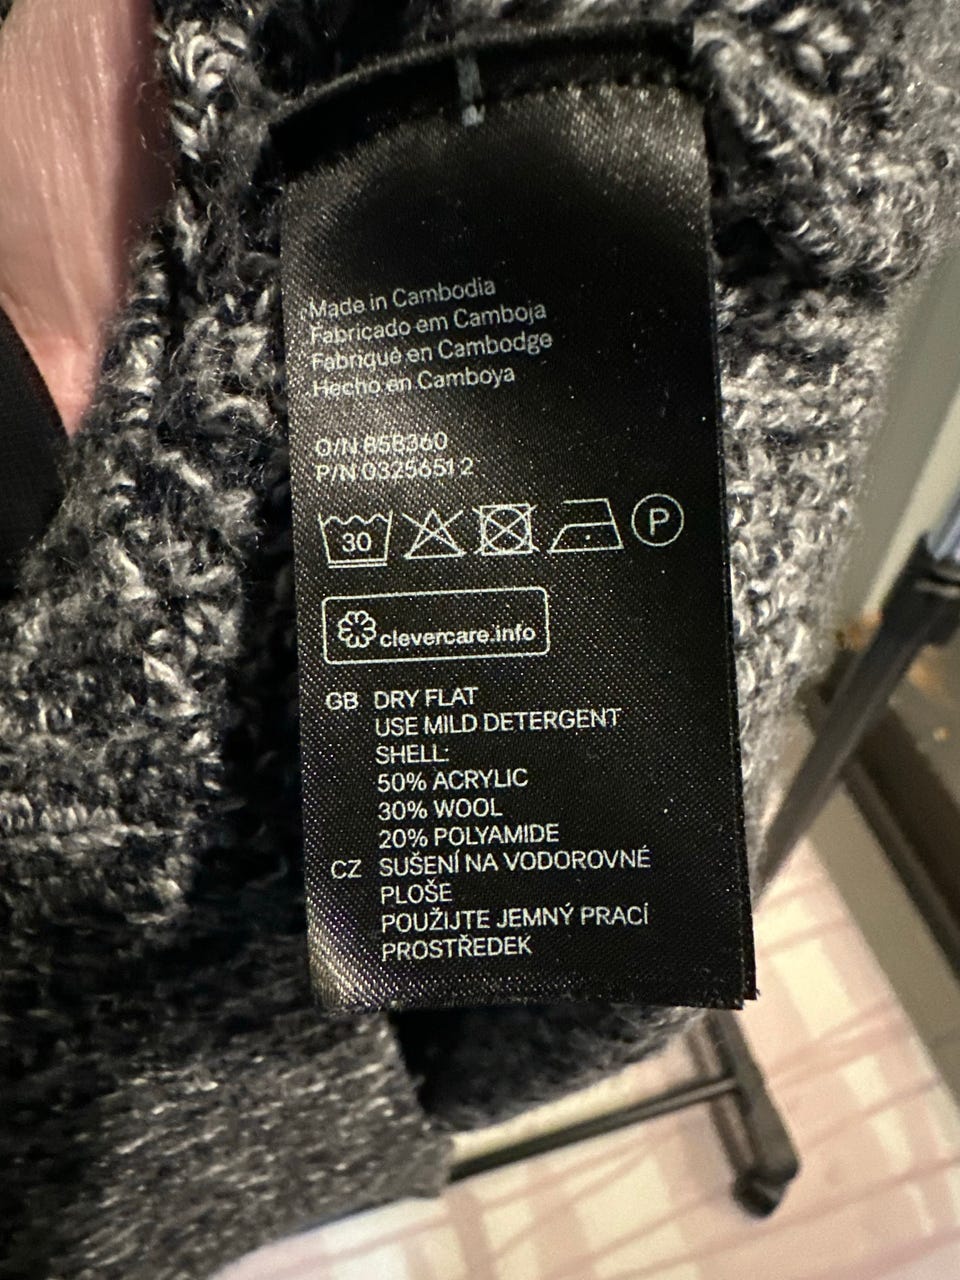 Made in Cambodia
Fabricado em Camboja
Fabriqué en Cambodge
Hecho en Camboya
O/N 858360
P/N 03256512
30 P
clevercare.info
GB DRY FLAT
USE MILD DETERGENT
SHELL:
50% ACRYLIC
30% WOOL
20% POLYAMIDE
CZ SUŠENÍ NA VODOROVNÉ
PLOŠE
POUŽIJTE JEMNÝ PRACÍ
PROSTŘEDEK